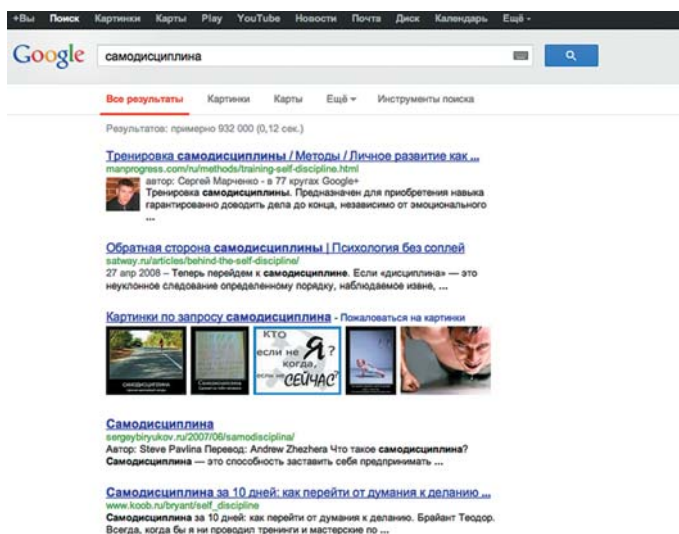 +Вы Поиск Картинки Карты Play YouTube Новости Почта Диск Календарь Ещё -
Google самодисциплина
Все результаты Картинки Карты Ещё Инструменты поиска
Результатов: примерно 932 000 (0,12 сек.)
Тренировка самодисциплины / Методы / Личное развитие как ...
manprogress.com/ru/methods/training-self-discipline.html
автор: Сергей Марченко - в 77 кругах Google+
Тренировка самодисциплины. Предназначен для приобретения навыка
гарантированно доводить дела до конца, независимо от эмоционального
...
Обратная сторона самодисциплины | Психология без соплей
satway.ru/articles/behind-the-self-discipline/
27 апр 2008 – Теперь перейдем к самодисциплине. Если «дисциплина» — это
неуклонное следование определенному порядку, наблюдаемое извне, ...
Картинки по запросу самодисциплина - Пожаловаться на картинки
КТО
если не Я ?
когда,
если не СЕЙЧАС
самодисциплина
Самодисциплина
Самодисциплина
sergeybiryukov.ru/2007/06/samodisciplina/
Автор: Steve Pavlina Перевод: Andrew Zhezhera Что такое самодисциплина?
Самодисциплина — это способность заставить себя предпринимать ...
Самодисциплина за 10 дней: как перейти от думания к деланию ...
www.koob.ru/bryant/self_discipline
Самодисциплина за 10 дней: как перейти от думания к деланию. Брайант Теодор.
Всегда, когда бы я ни проводил тренинги и мастерские по ...